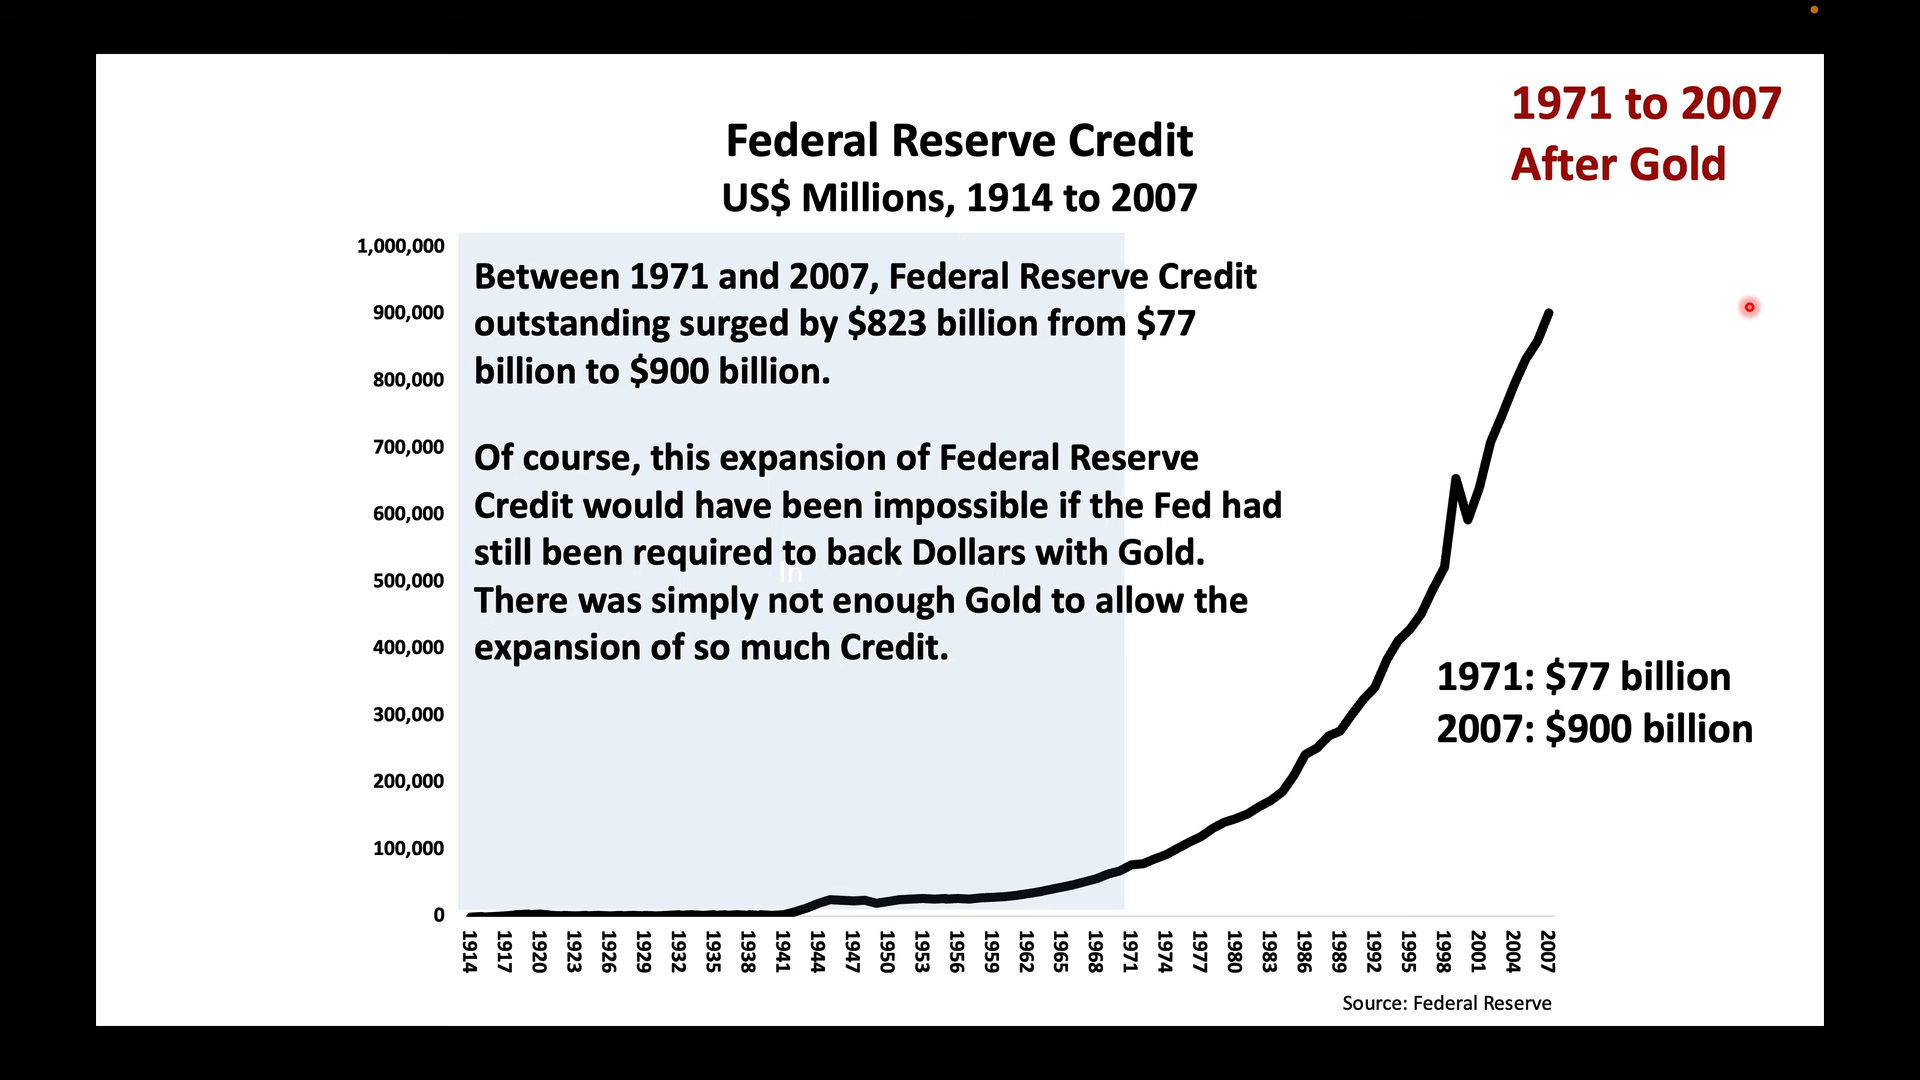 1971 to 2007
After Gold
Federal Reserve Credit
US$ Millions, 1914 to 2007
1,000,000
900,000
800,000
700,000
600,000
500,000
400,000
300,000
200,000
100,000
0
Between 1971 and 2007, Federal Reserve Credit
outstanding surged by $823 billion from $77
billion to $900 billion.
Of course, this expansion of Federal Reserve
Credit would have been impossible if the Fed had
still been required to back Dollars with Gold.
In
There was simply not enough Gold to allow the
expansion of so much Credit.
1971: $77 billion
2007: $900 billion
1914 1917 1920 1923 1926 1929 1932 1935 1938 1941 1944 1947 1950 1953 1956 1959 1962 1965 1968 1971 1974 1977 1980 1983 1986 1989 1992 1995 1998 2001 2004 2007
Source: Federal Reserve